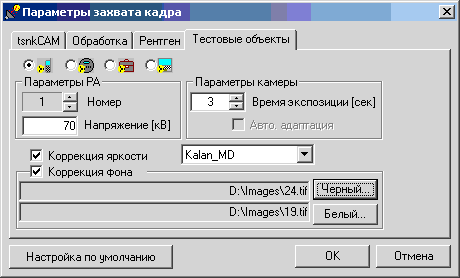 Параметры захвата кадра
tsnkCAM Обработка Рентген Тестовые объекты
Параметры РА Параметры камеры
1 Номер 3 Время экспозиции [сек]
70 Напряжение [кВ] Авто. адаптация
Коррекция яркости Kalan_MD
Коррекция фона
D:\Images\24.tif Черный...
D:\Images\19.tif Белый...
Настройка по умолчанию OK Отмена